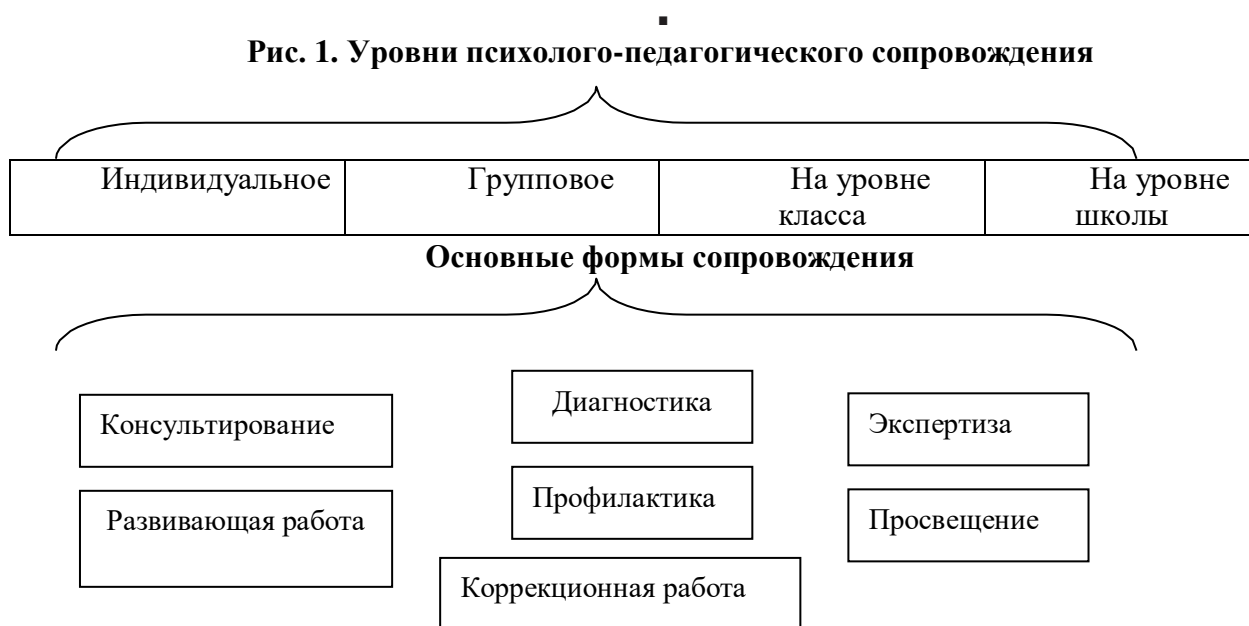 Рис. 1. Уровни психолого-педагогического сопровождения
Индивидуальное
Групповое
На уровне
класса
На уровне
школы
Основные формы сопровождения
Консультирование
Диагностика
Экспертиза
Развивающая работа
Профилактика
Просвещение
Коррекционная работа